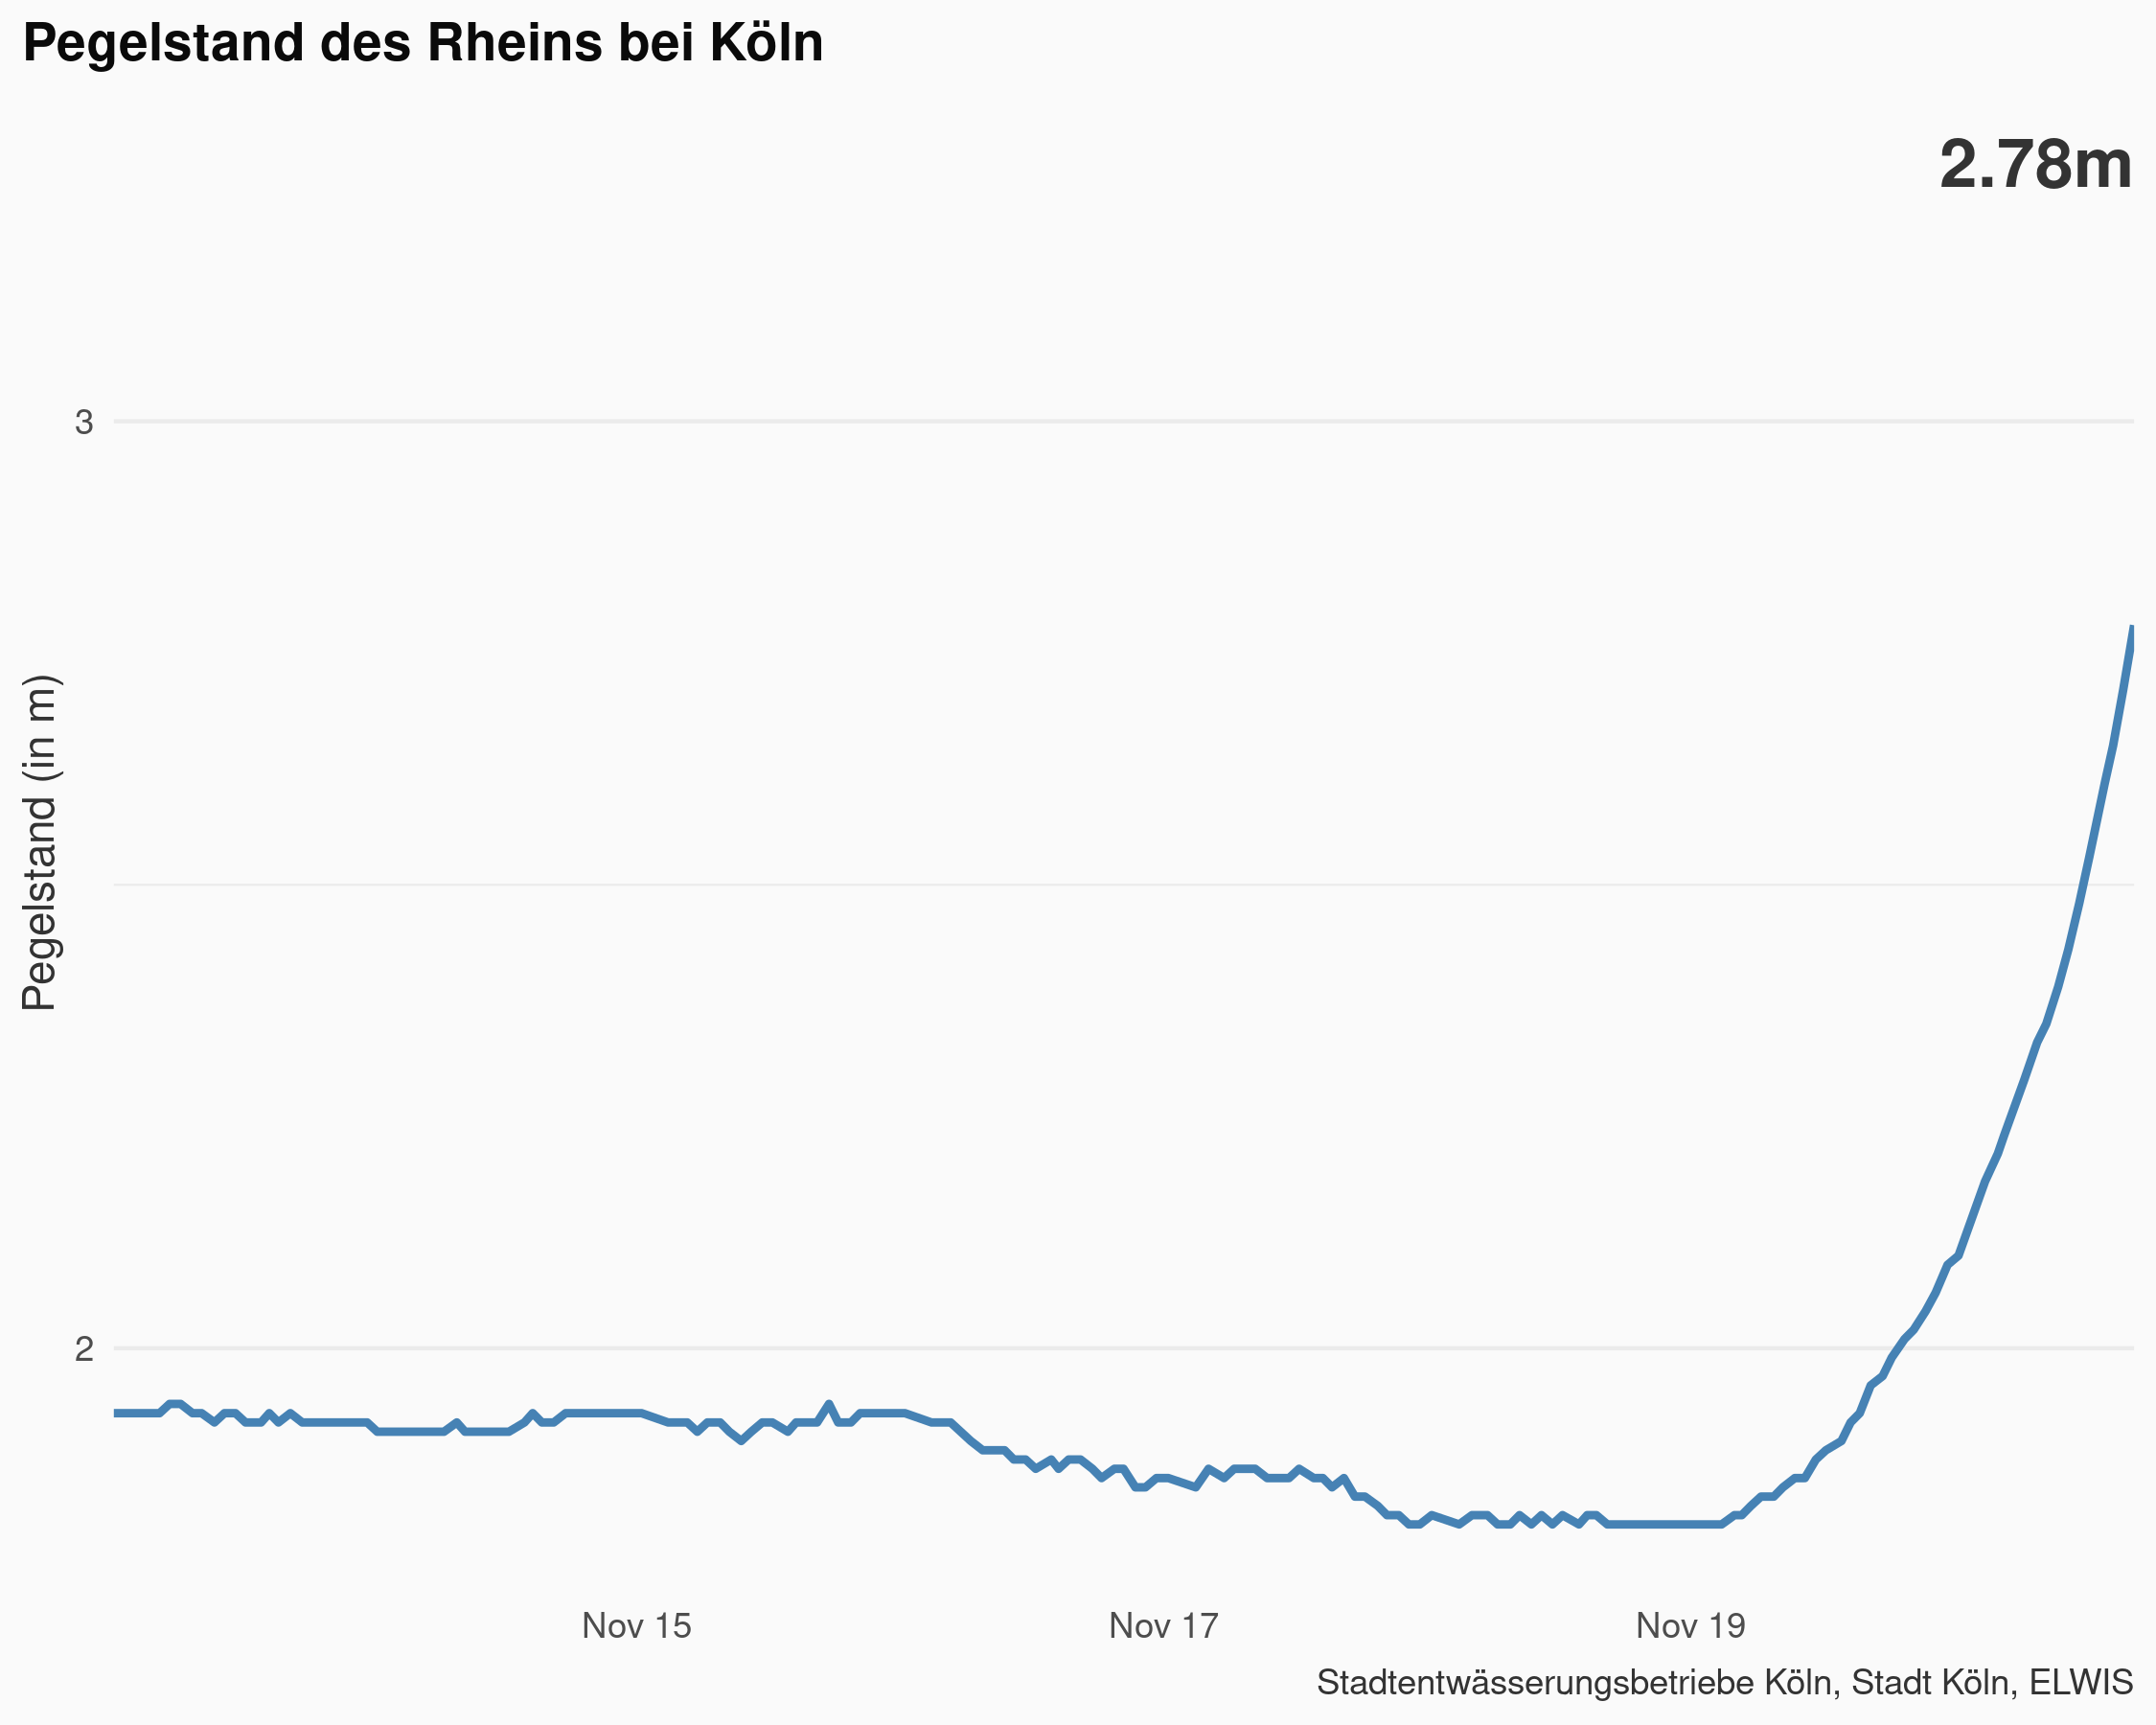 Pegelstand des Rheins bei Köln
2.78m
Pegelstand (in m)
3
2
Nov 15
Nov 17
Nov 19
Stadtentwässerungsbetriebe Köln, Stadt Köln, ELWIS